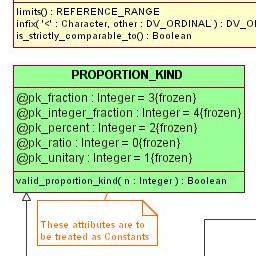 limits() : REFERENCE_RANGE
infix( '<' : Character, other : DV_ORDINAL ) : DV_O
is_strictly_comparable_to() : Boolean
PROPORTION_KIND
@pk_fraction : Integer = 3{frozen}
@pk_integer_fraction : Integer = 4{frozen}
@pk_percent : Integer = 2{frozen}
@pk_ratio : Integer = 0{frozen}
@pk_unitary : Integer = 1{frozen}
valid_proportion_kind( n : Integer ) : Boolean
These attributes are to
be treated as Constants